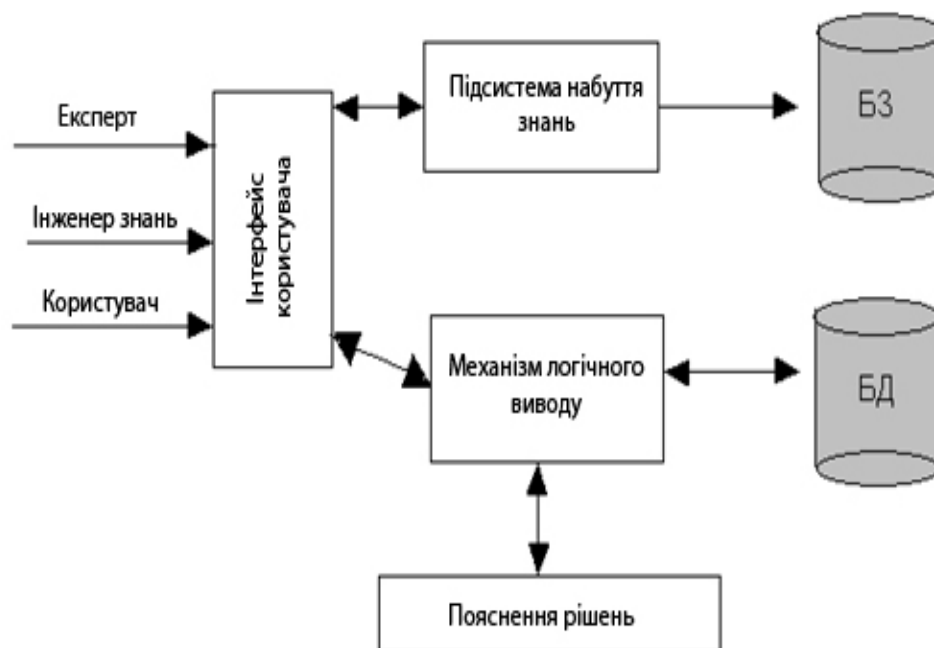 Підсистема набуття
знань
БЗ
Експерт
Інженер знань
Користувач
Інтерфейс
користувача
Механізм логічного
виводу
БД
Пояснення рішень